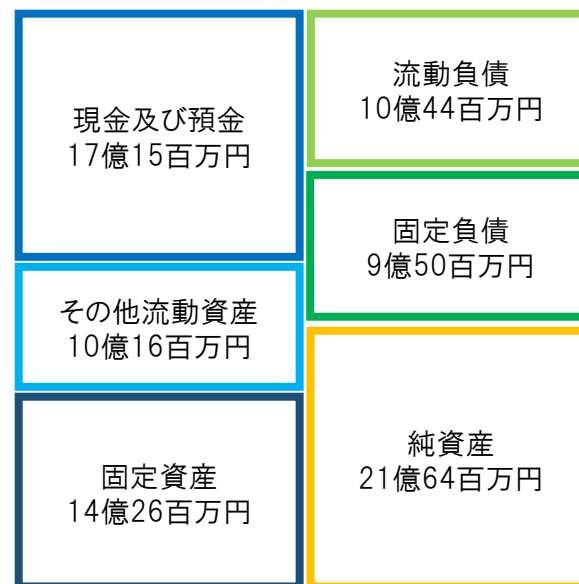 現金及び預金
17億15百万円
その他流動資産
10億16百万円
固定資産
14億26百万円
流動負債
10億44百万円
固定負債
9億50百万円
純資産
21億64百万円